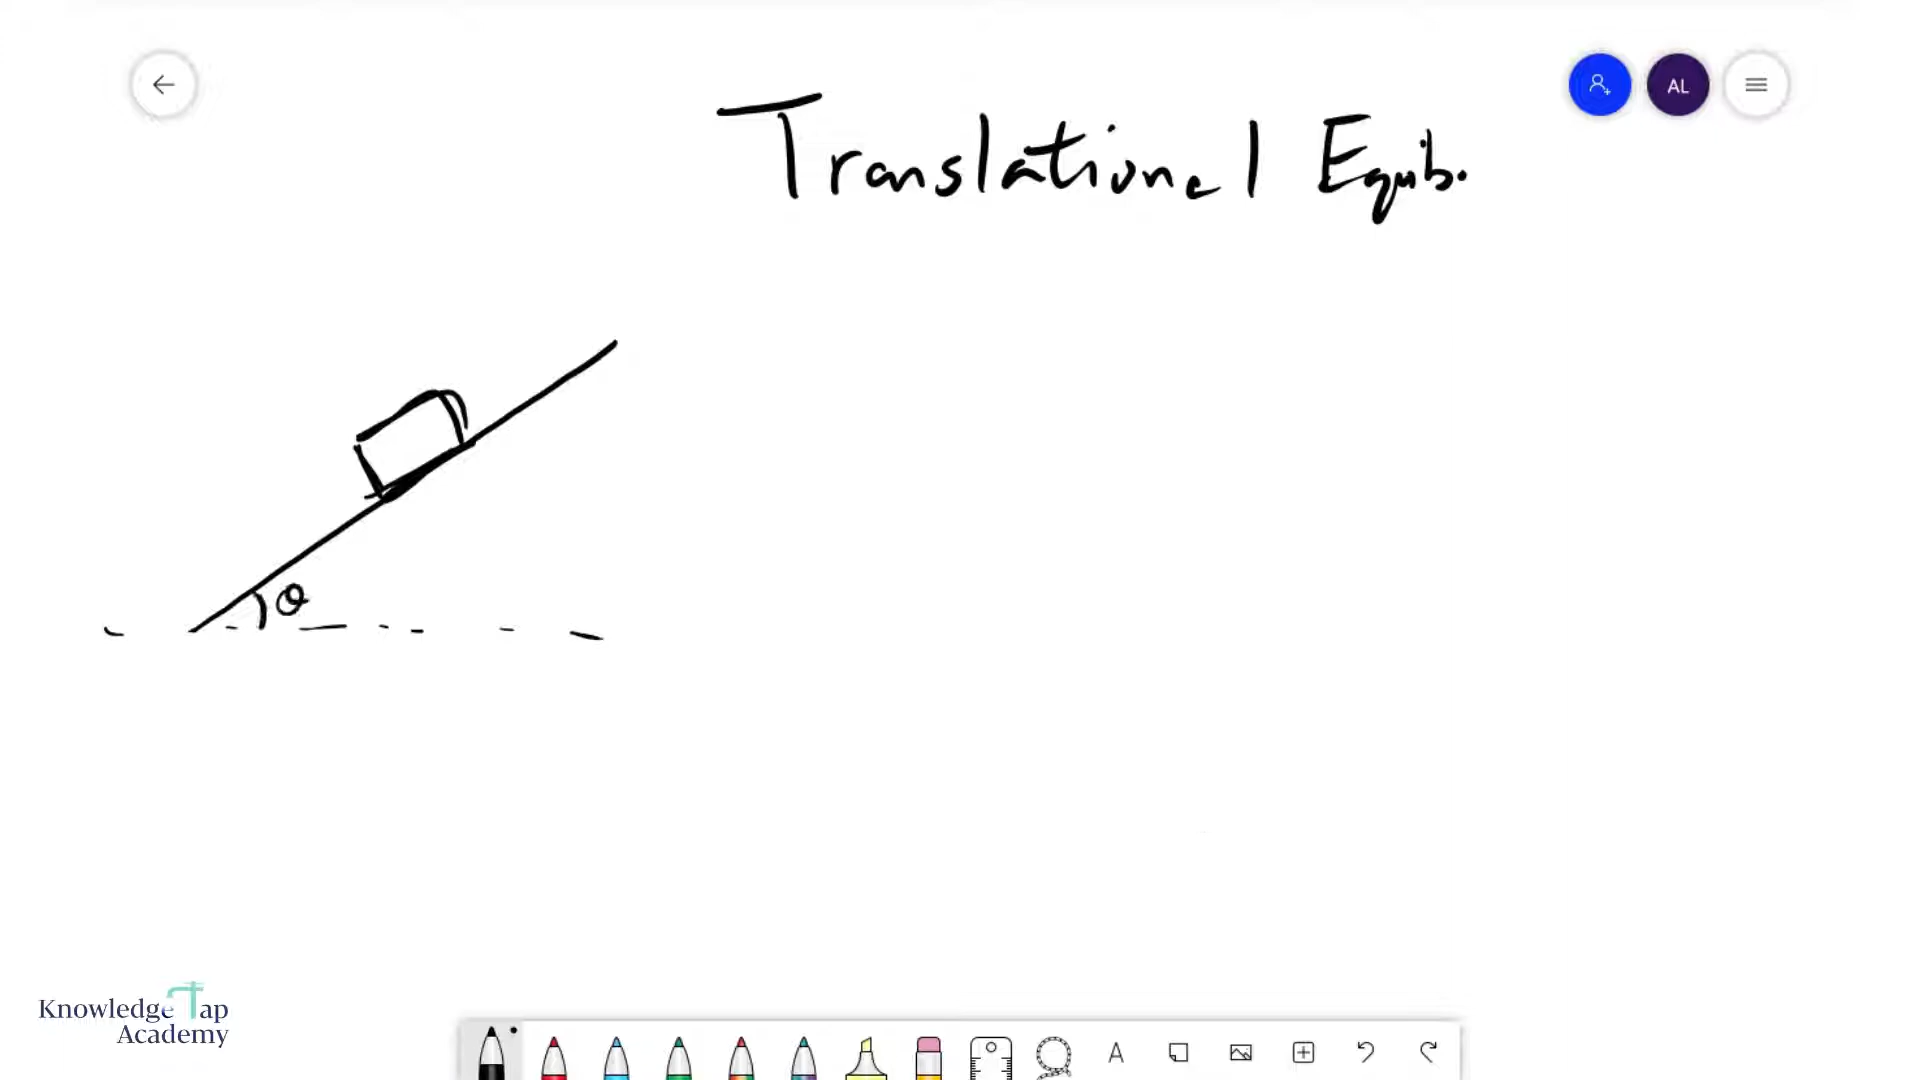 AL
Translational Equib.
θ
Knowledge Tap
Academy
A